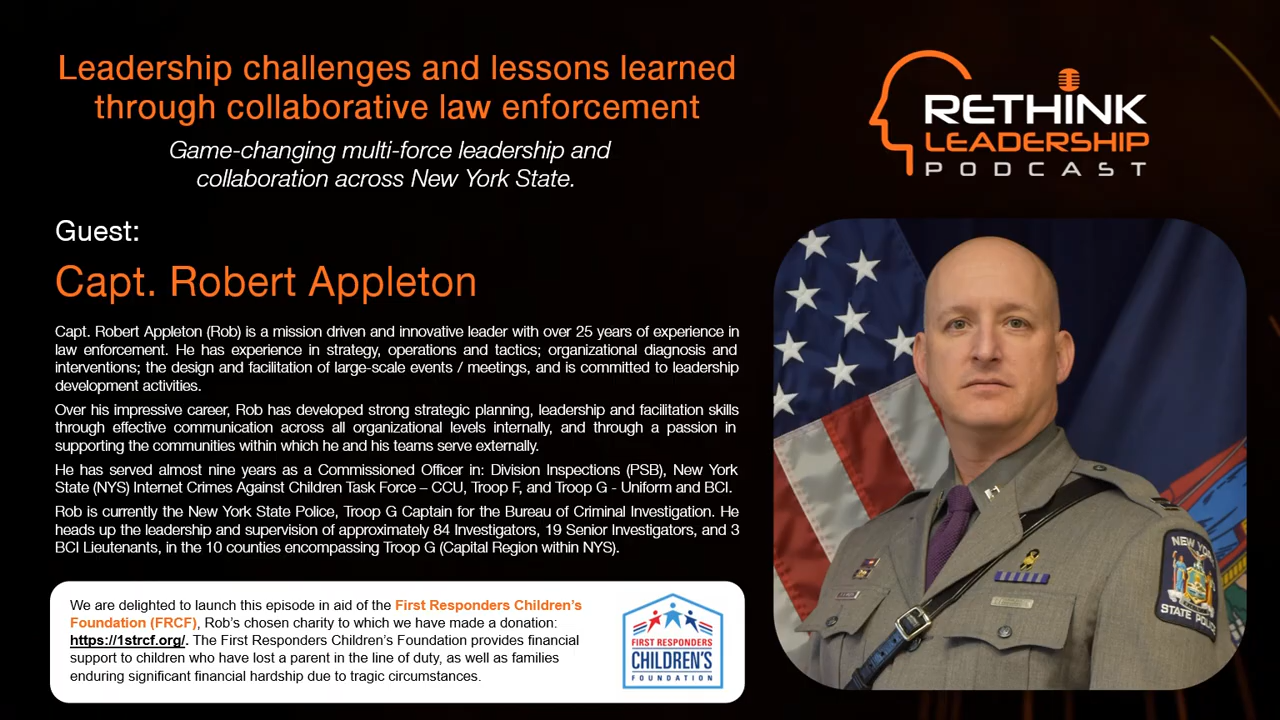 Leadership challenges and lessons learned
through collaborative law enforcement
Game-changing multi-force leadership and
collaboration across New York State.
RETHINK
LEADERSHIP
PODCAST
Guest:
Capt. Robert Appleton
Capt. Robert Appleton (Rob) is a mission driven and innovative leader with over 25 years of experience in
law enforcement. He has experience in strategy, operations and tactics; organizational diagnosis and
interventions; the design and facilitation of large-scale events / meetings, and is committed to leadership
development activities.
Over his impressive career, Rob has developed strong strategic planning, leadership and facilitation skills
through effective communication across all organizational levels internally, and through a passion in
supporting the communities within which he and his teams serve externally.
He has served almost nine years as a Commissioned Officer in: Division Inspections (PSB), New York
State (NYS) Internet Crimes Against Children Task Force – CCU, Troop F, and Troop G - Uniform and BCI.
Rob is currently the New York State Police, Troop G Captain for the Bureau of Criminal Investigation. He
heads up the leadership and supervision of approximately 84 Investigators, 19 Senior Investigators, and 3
BCI Lieutenants, in the 10 counties encompassing Troop G (Capital Region within NYS).
We are delighted to launch this episode in aid of the First Responders Children's
Foundation (FRCF), Rob's chosen charity to which we have made a donation:
https://1strcf.org/. The First Responders Children's Foundation provides financial
support to children who have lost a parent in the line of duty, as well as families
enduring significant financial hardship due to tragic circumstances.
FIRST RESPONDERS
CHILDREN'S
FOUNDATION
NEW YORK
STATE POLICE